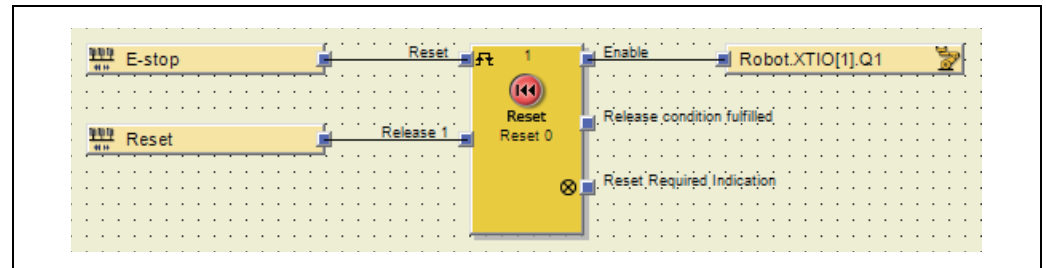 E-stop
Reset
1
Enable
Robot.XTIO[1].Q1
Reset
Reset 0
Release condition fulfilled
Reset
Release 1
Reset Required Indication